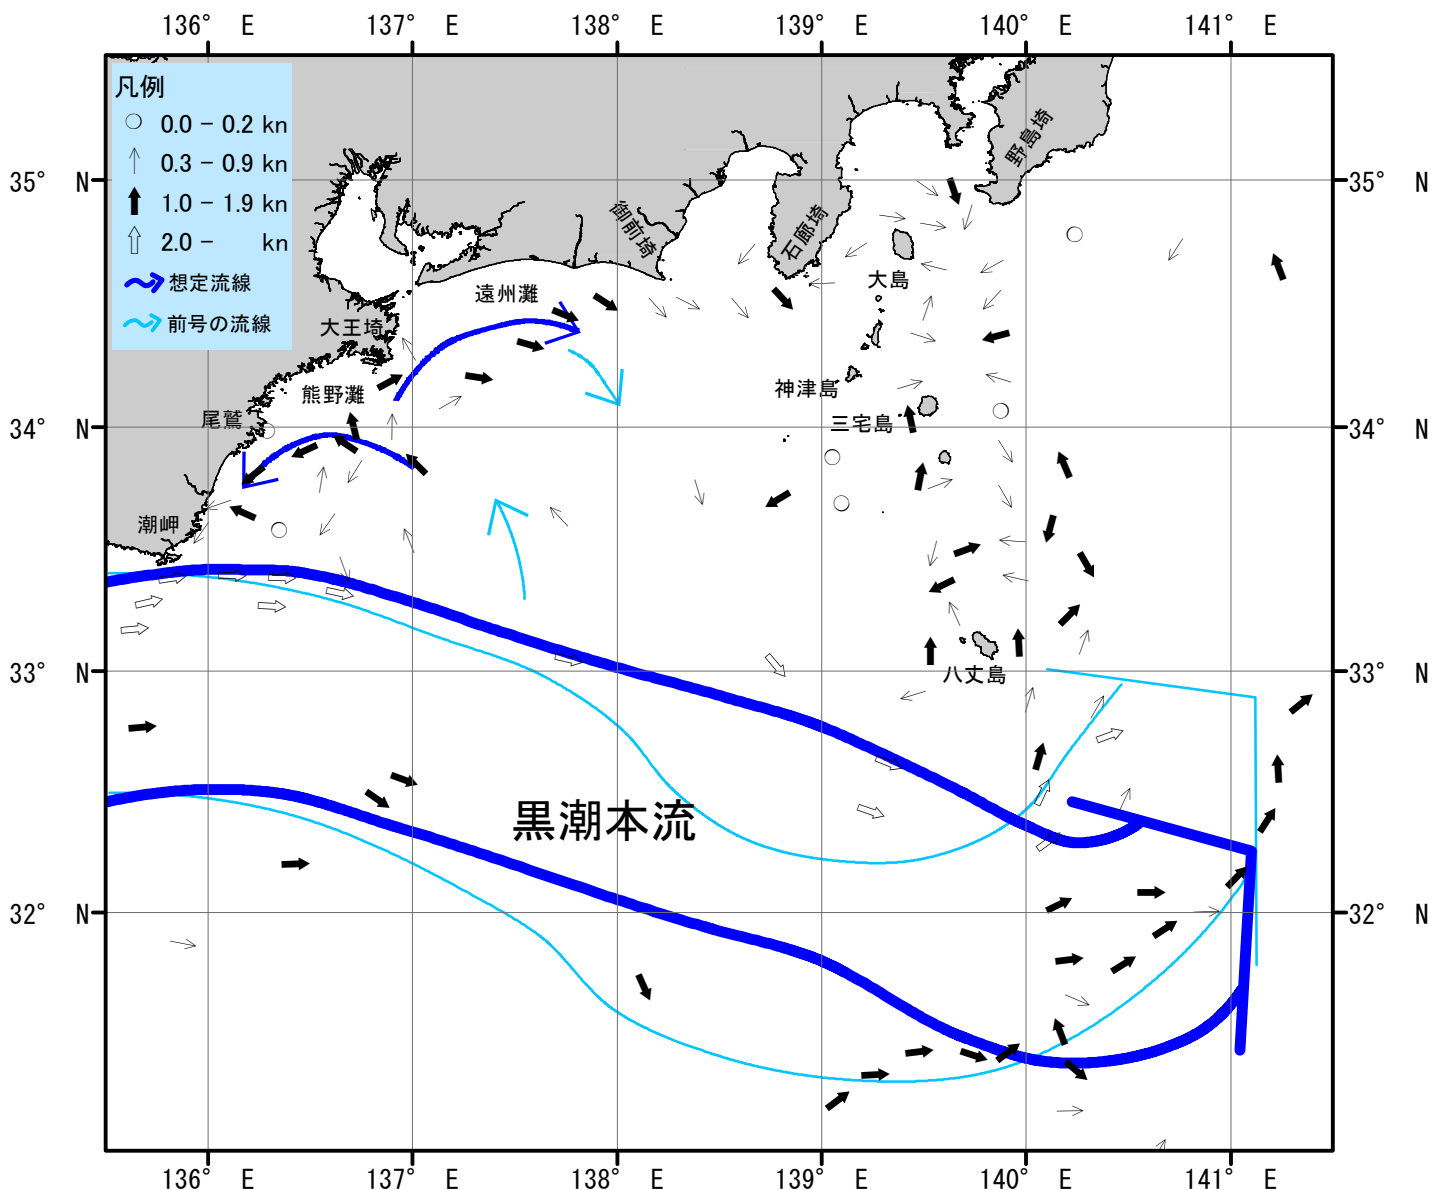 136° E 137° E 138° E 139° E 140° E 141° E
凡例
0.0 - 0.2 kn
0.3 - 0.9 kn
1.0 - 1.9 kn
2.0 - kn
想定流線
前号の流線
野島埼
35° N
35° N
御前埼
石廊埼
大島
遠州灘
大王埼
熊野灘
神津島
尾鷲
三宅島
34° N
34° N
潮岬
33° N
八丈島
33° N
黒潮本流
32° N
32° N
136° E 137° E 138° E 139° E 140° E 141° E